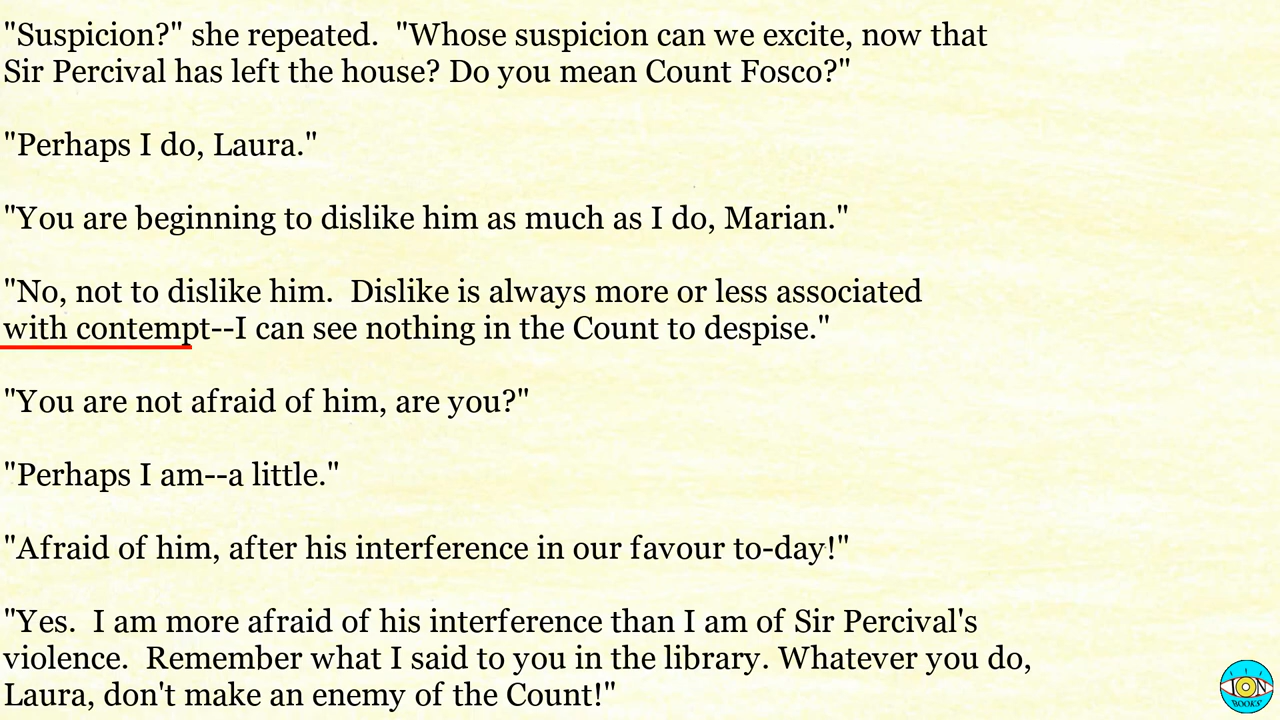 "Suspicion?" she repeated.  "Whose suspicion can we excite, now that
Sir Percival has left the house? Do you mean Count Fosco?"
"Perhaps I do, Laura."
"You are beginning to dislike him as much as I do, Marian."
"No, not to dislike him.  Dislike is always more or less associated
with contempt--I can see nothing in the Count to despise."
"You are not afraid of him, are you?"
"Perhaps I am--a little."
"Afraid of him, after his interference in our favour to-day!"
"Yes.  I am more afraid of his interference than I am of Sir Percival's
violence.  Remember what I said to you in the library. Whatever you do,
Laura, don't make an enemy of the Count!"
ION
BOOKS